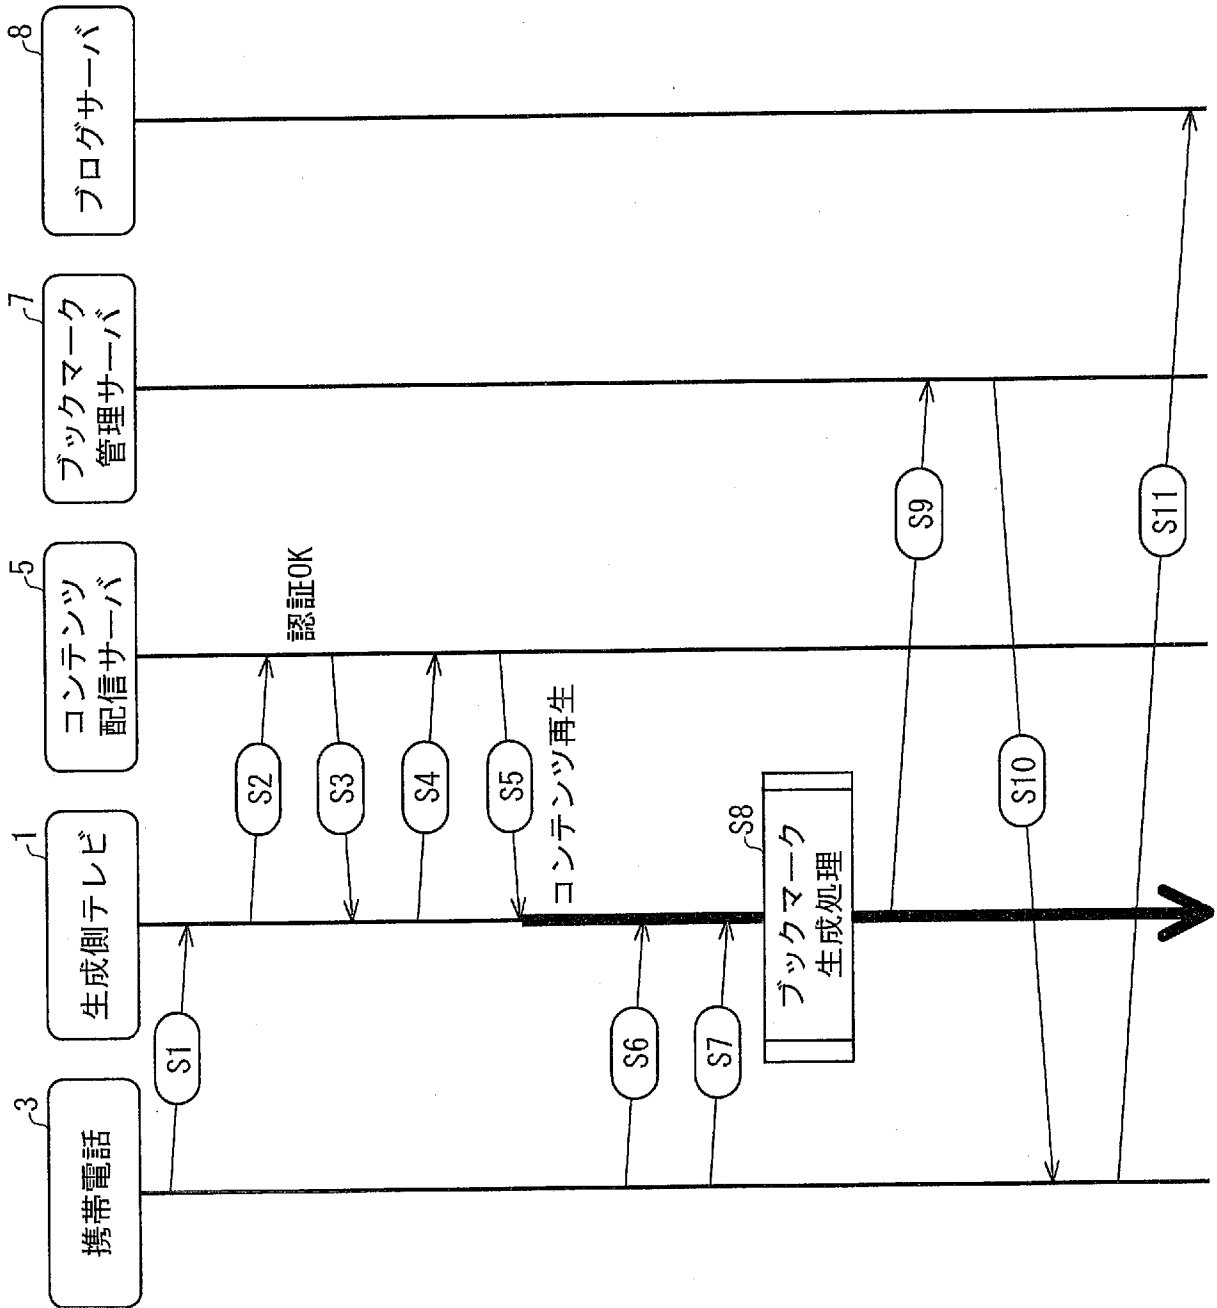 3
携帯電話
1
生成側テレビ
5
コンテンツ
配信サーバ
7
ブックマーク
管理サーバ
8
ブログサーバ
S1
S2
認証OK
S3
S4
S5
コンテンツ再生
S6
S7
S8
ブックマーク
生成処理
S9
S10
S11